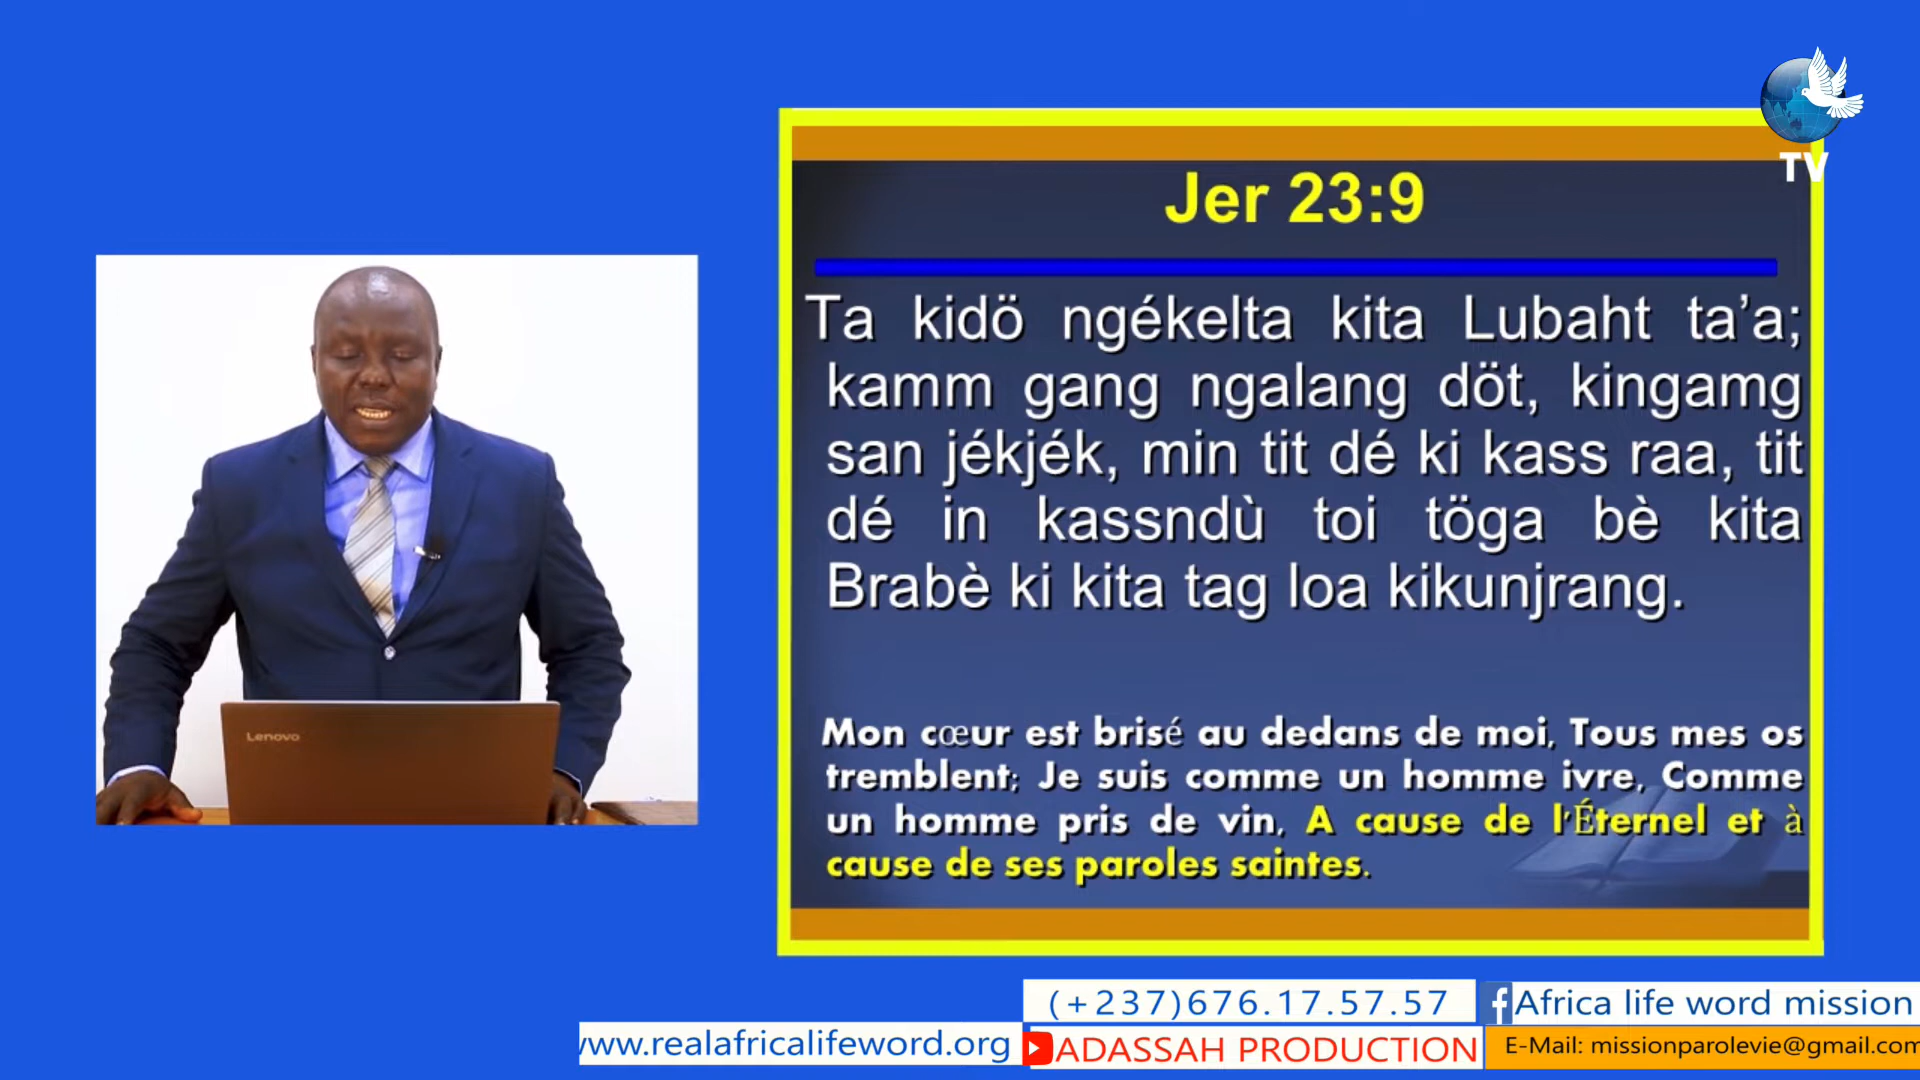 TV
Jer 23:9
Ta kidö ngékelta kita Lubaht ta’a;
kamm gang ngalang döt, kingamg
san jékjék, min tit dé ki kass raa, tit
dé in kassndù toi töga bè kita
Brabè ki kita tag loa kikunjrang.
Mon cœur est brisé au dedans de moi, Tous mes os
tremblent; Je suis comme un homme ivre, Comme
un homme pris de vin, A cause de l'Éternel et à
cause de ses paroles saintes.
Lenovo
(+237)676.17.57.57
Africa life word mission
www.realafricalifeword.org
ADASSAH PRODUCTION
E-Mail: missionparolevie@gmail.com